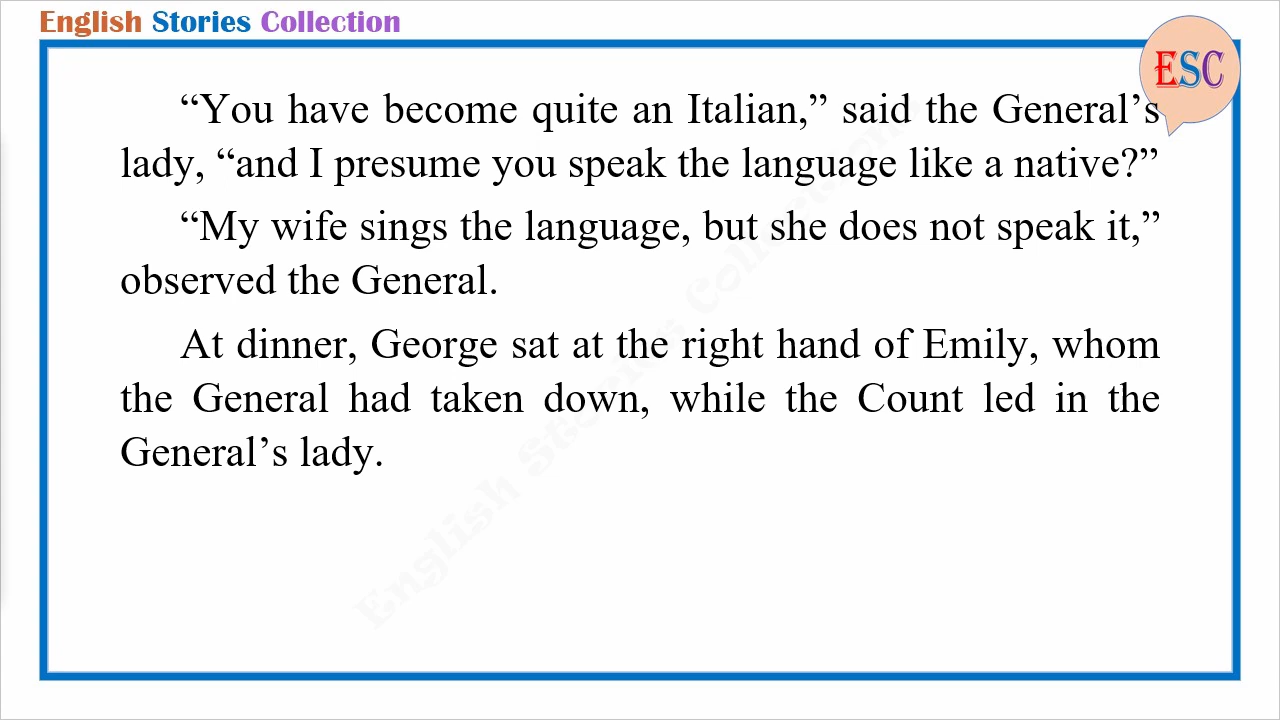 English Stories Collection
ESC
“You have become quite an Italian,” said the General’s
lady, “and I presume you speak the language like a native?”
“My wife sings the language, but she does not speak it,”
observed the General.
At dinner, George sat at the right hand of Emily, whom
the General had taken down, while the Count led in the
General’s lady.
English Stories Collection